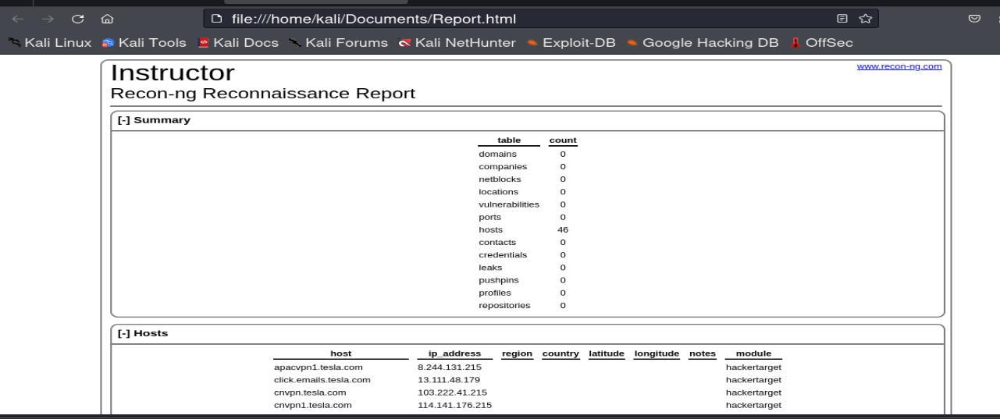 file:///home/kali/Documents/Report.html
Kali Linux Kali Tools Kali Docs Kali Forums Kali NetHunter Exploit-DB Google Hacking DB OffSec
Instructor www.recon-ng.com
Recon-ng Reconnaissance Report
[-] Summary
table count
domains 0
companies 0
netblocks 0
locations 0
vulnerabilities 0
ports 0
hosts 46
contacts 0
credentials 0
leaks 0
pushpins 0
profiles 0
repositories 0
[-] Hosts
host ip_address region country latitude longitude notes module
apacvpn1.tesla.com 8.244.131.215 hackertarget
click.emails.tesla.com 13.111.48.179 hackertarget
cnvpn.tesla.com 103.222.41.215 hackertarget
cnvpn1.tesla.com 114.141.176.215 hackertarget